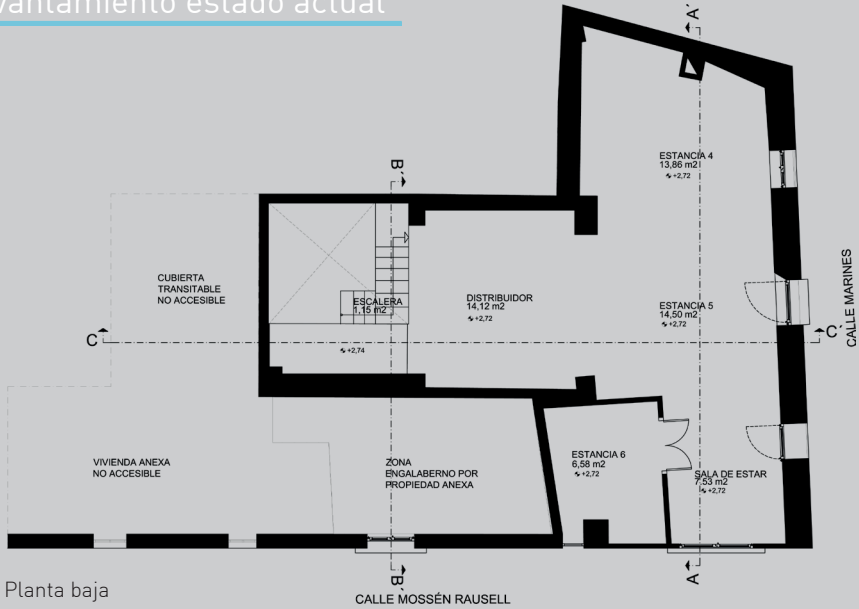 vantamiento estado actual
A´
ESTANCIA 4
13,86 m2
+2,72
B´
CUBIERTA
TRANSITABLE
NO ACCESIBLE
ESCALERA
1,15 m2
DISTRIBUIDOR
14,12 m2
+2,72
ESTANCIA 5
14,50 m2
+2,72
CALLE MARINES
C
C´
+2,74
VIVIENDA ANEXA
NO ACCESIBLE
ZONA
ENGALABERNO POR
PROPIEDAD ANEXA
ESTANCIA 6
6,58 m2
+2,72
SALA DE ESTAR
7,53 m2
+2,72
B´
A
Planta baja
CALLE MOSSÉN RAUSELL